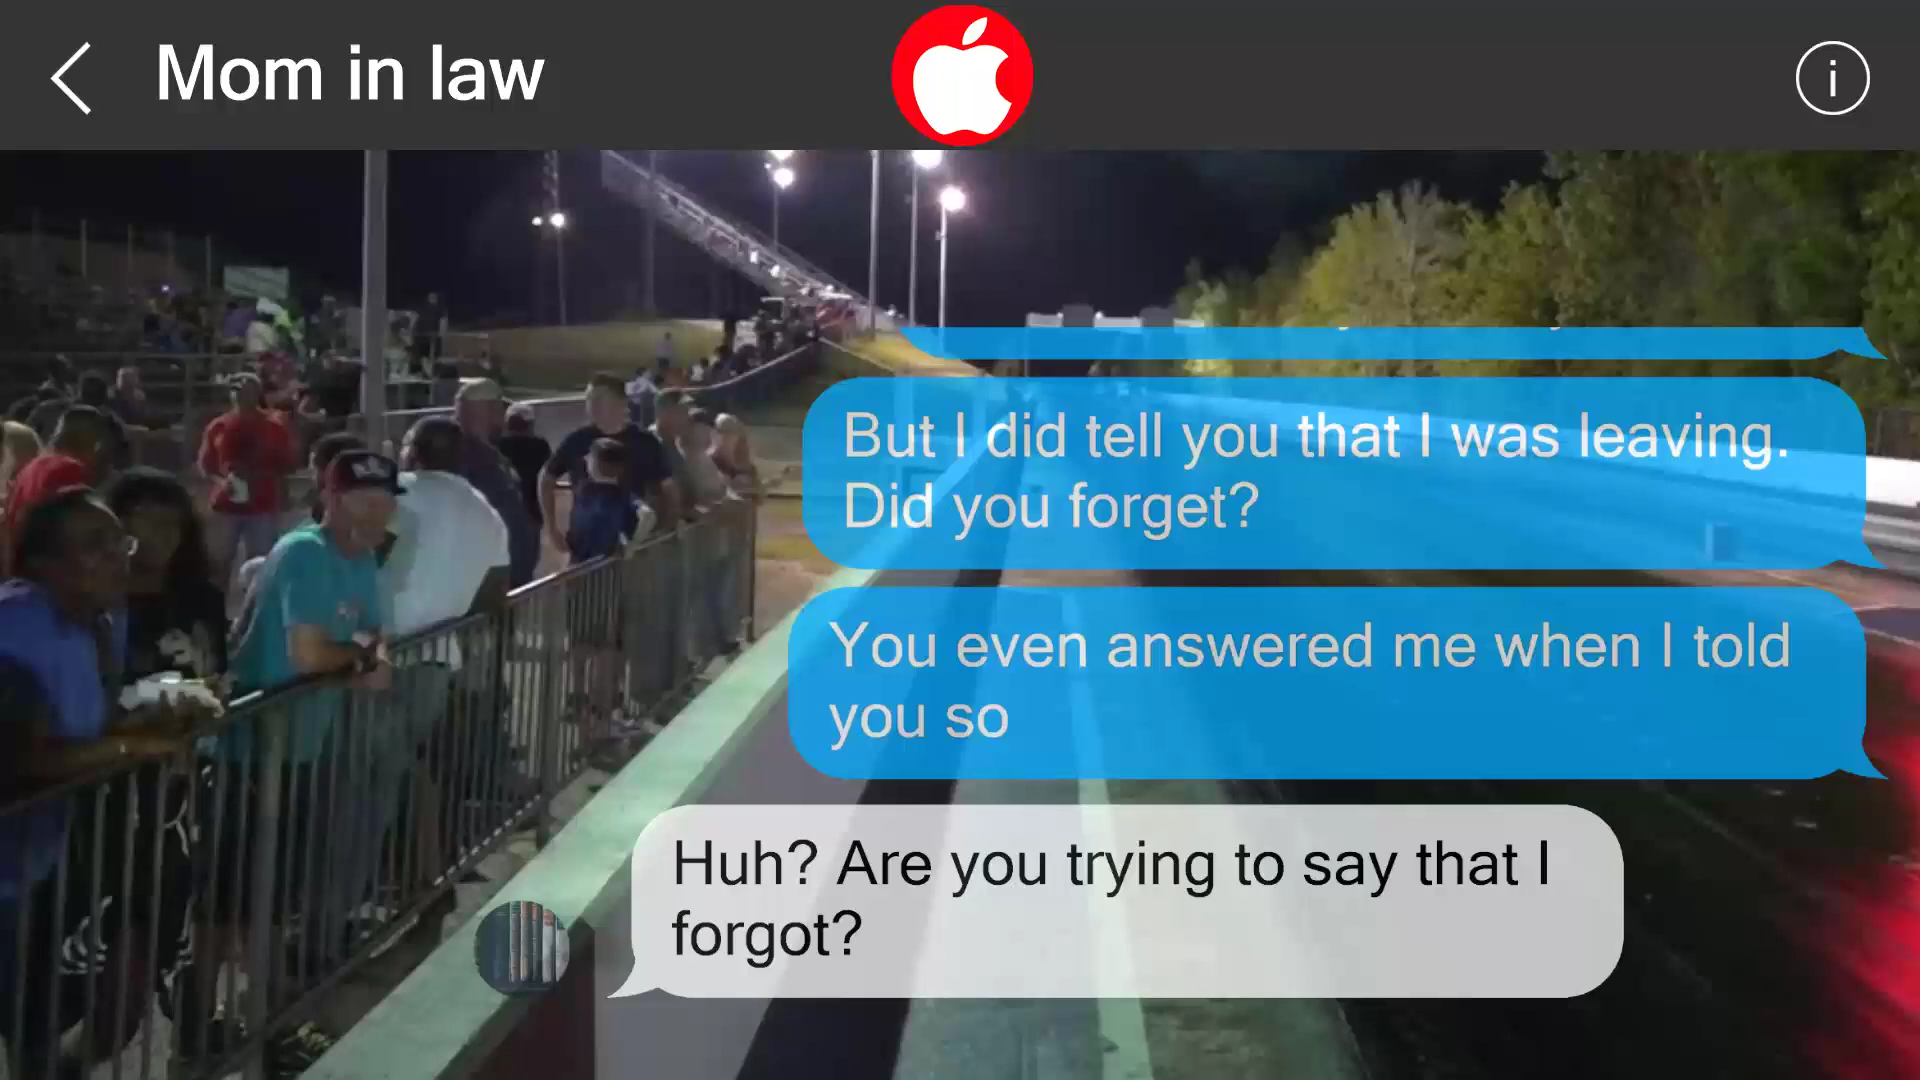 Mom in law
But I did tell you that I was leaving.
Did you forget?
You even answered me when I told
you so
Huh? Are you trying to say that I
forgot?